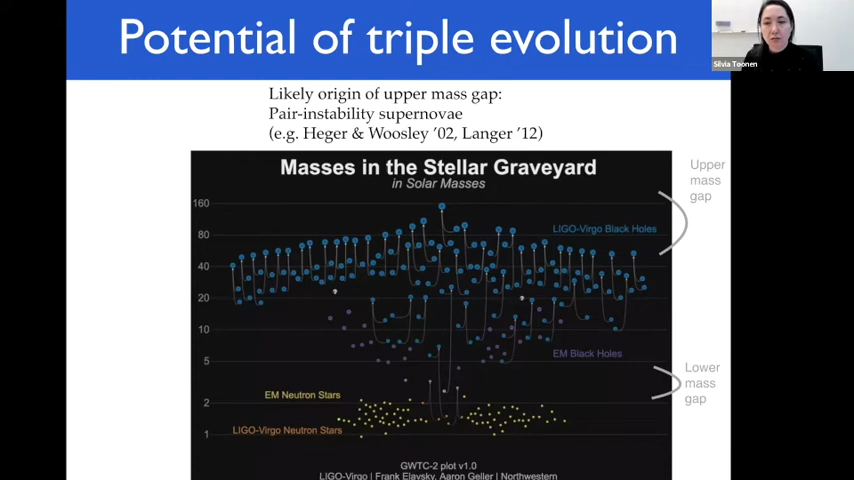 Potential of triple evolution
Silvia Toonen
Likely origin of upper mass gap:
Pair-instability supernovae
(e.g. Heger & Woosley ’02, Langer ’12)
Masses in the Stellar Graveyard
in Solar Masses
Upper
mass
gap
160
LIGO-Virgo Black Holes
80
40
20
10
EM Black Holes
5
Lower
mass
gap
EM Neutron Stars
2
LIGO-Virgo Neutron Stars
1
GWTC-2 plot v1.0
LIGO-Virgo | Frank Elavsky, Aaron Geller | Northwestern